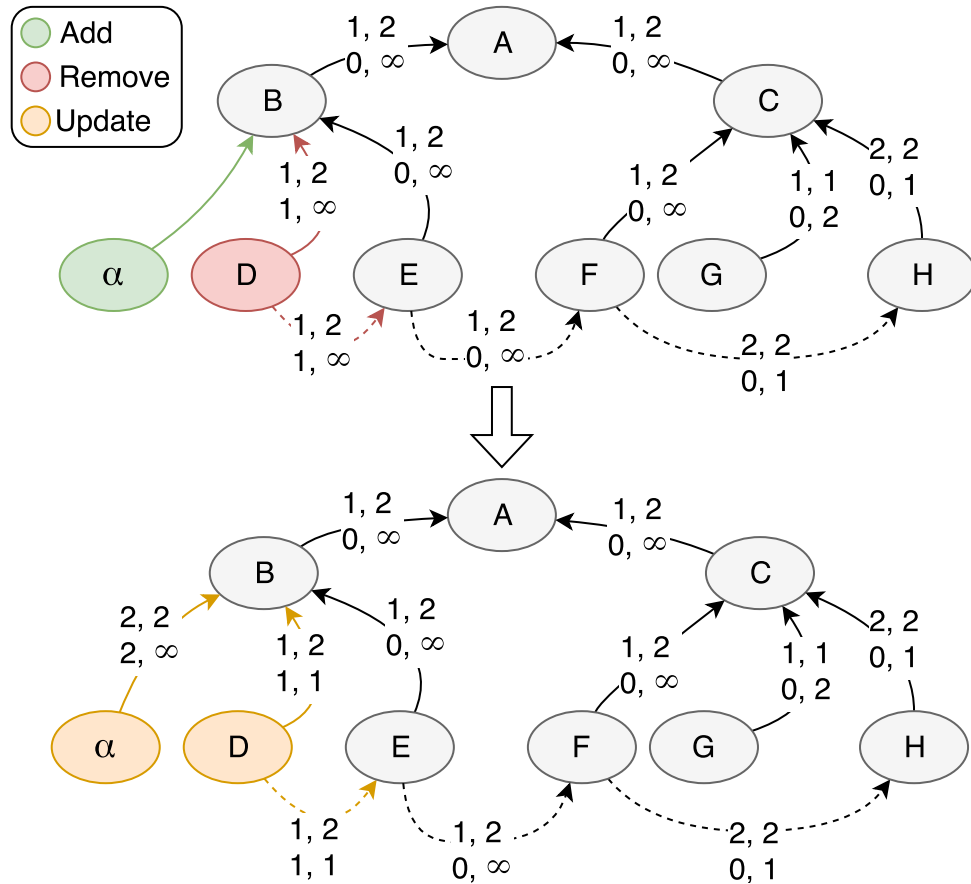 Add
Remove
Update
A
1, 2
0, ∞
1, 2
0, ∞
B
C
1, 2
0, ∞
1, 2
1, ∞
1, 2
0, ∞
1, 1
0, 2
2, 2
0, 1
α
D
E
F
G
H
1, 2
1, ∞
1, 2
0, ∞
2, 2
0, 1
A
1, 2
0, ∞
1, 2
0, ∞
B
C
2, 2
2, ∞
1, 2
1, 1
1, 2
0, ∞
1, 2
0, ∞
1, 1
0, 2
2, 2
0, 1
α
D
E
F
G
H
1, 2
1, 1
1, 2
0, ∞
2, 2
0, 1